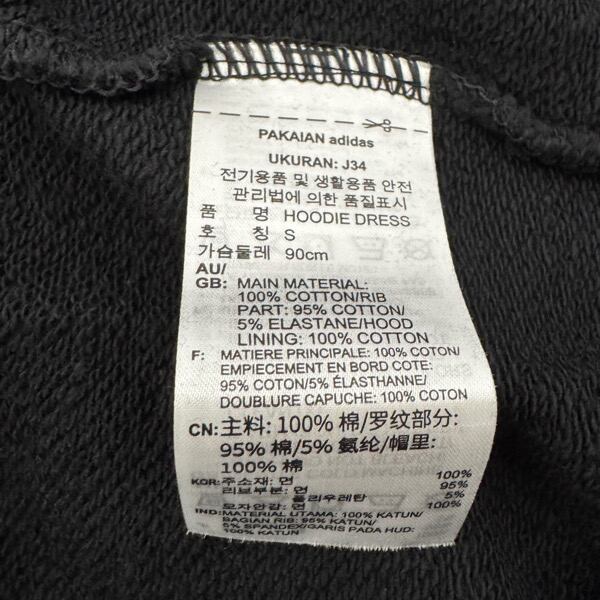 PAKAIAN adidas
UKURAN: J34
전기용품 및 생활용품 안전
관리법에 의한 품질표시
품 명 HOODIE DRESS
호 칭 S
가슴둘레 90cm
AU/
GB: MAIN MATERIAL:
100% COTTON/RIB
PART: 95% COTTON/
5% ELASTANE/HOOD
LINING: 100% COTTON
F: MATIERE PRINCIPALE: 100% COTON/
EMPIECEMENT EN BORD COTE:
95% COTON/5% ÉLASTHANNE/
DOUBLURE CAPUCHE: 100% COTON
CN: 主料: 100% 棉/罗纹部分:
95% 棉/5% 氨纶/帽里:
100% 棉
KOR: 주소재: 면 100%
리브부분: 면 95%
폴리우레탄 5%
모자안감: 면 100%
IND: MATERIAL UTAMA: 100% KATUN/
BAGIAN RIB: 95% KATUN/
5% SPANDEX/GARIS PADA HUD:
100% KATUN